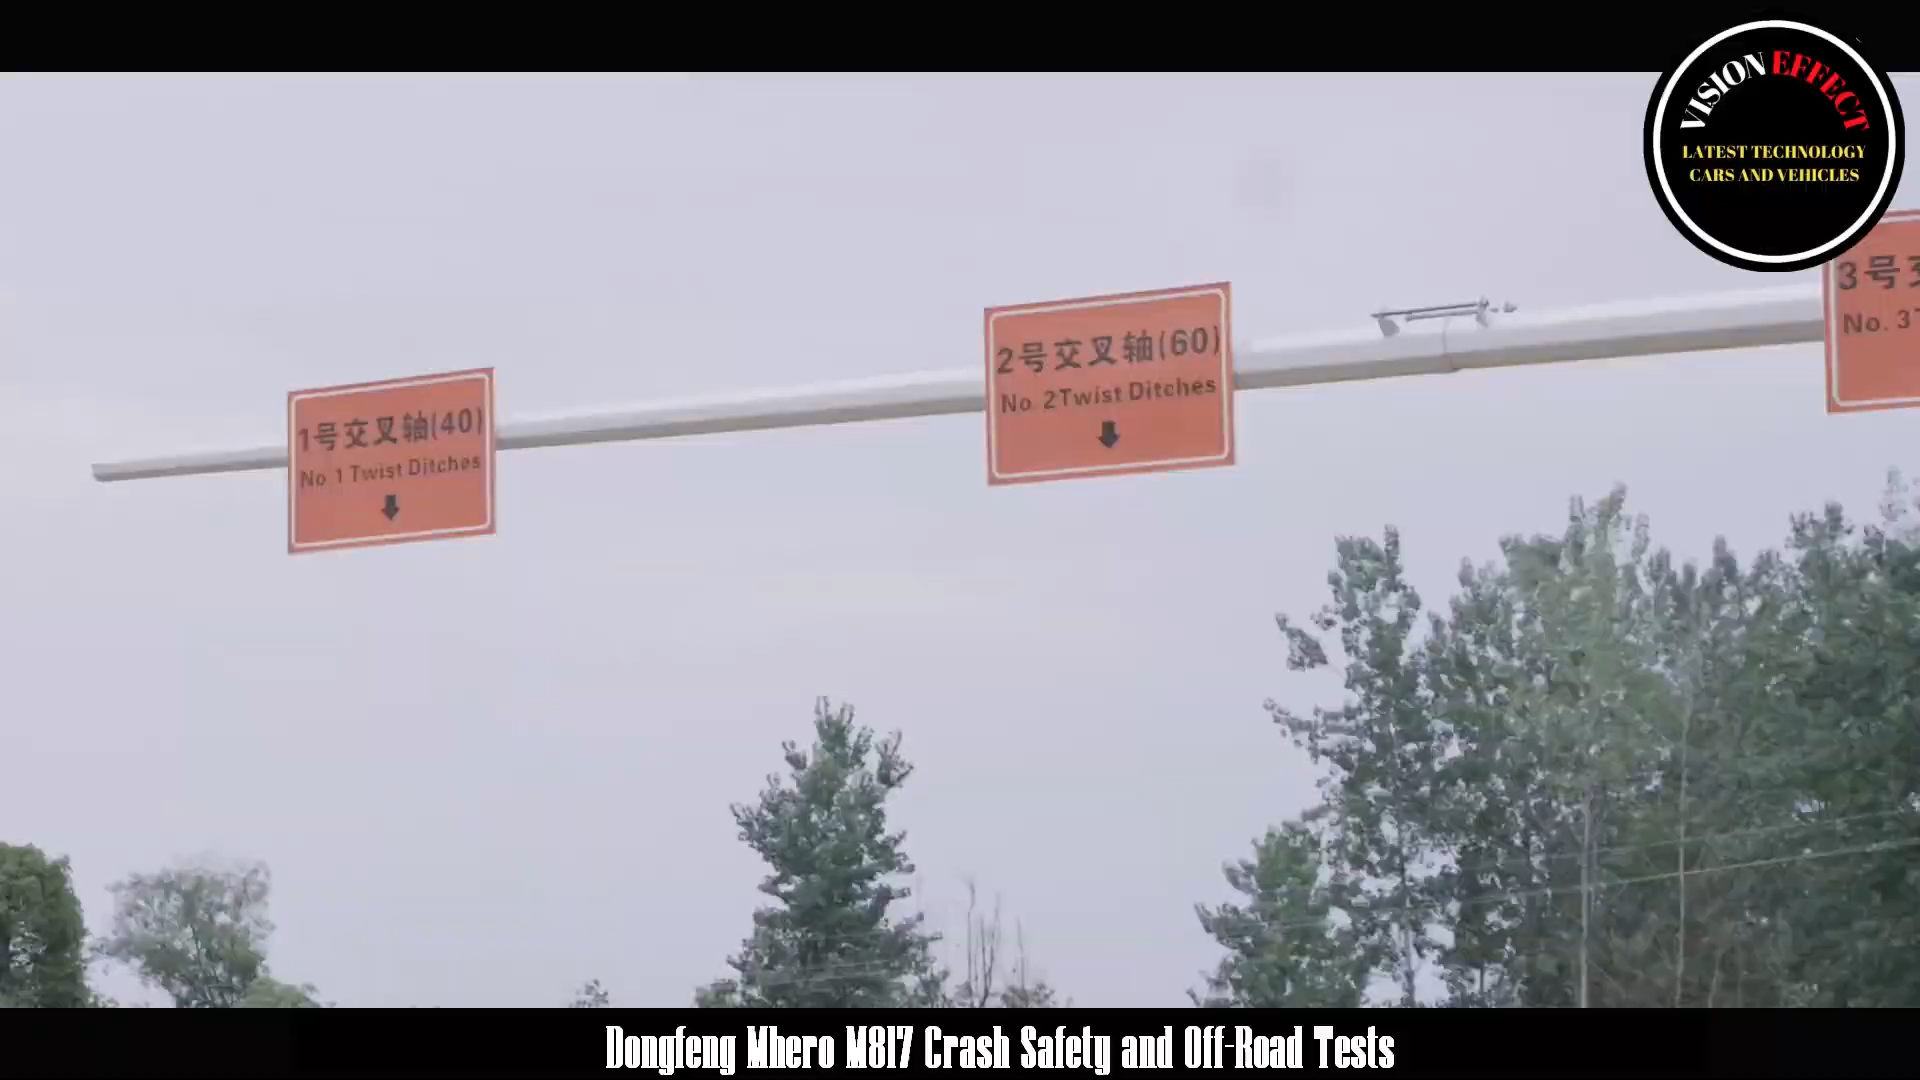 VISION EFFECT
LATEST TECHNOLOGY
CARS AND VEHICLES
1号交叉轴(40)
No 1 Twist Ditches
2号交叉轴(60)
No. 2 Twist Ditches
3号
No. 3
Dongfeng Mhero M817 Crash Safety and Off-Road Tests